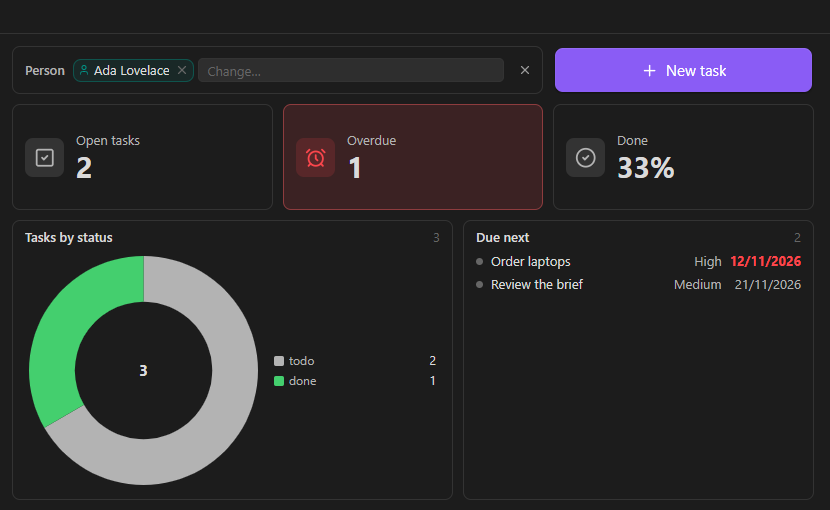 Person Ada Lovelace Change...
New task
Open tasks
2
Overdue
1
Done
33%
Tasks by status 3
3
todo 2
done 1
Due next 2
Order laptops High 12/11/2026
Review the brief Medium 21/11/2026